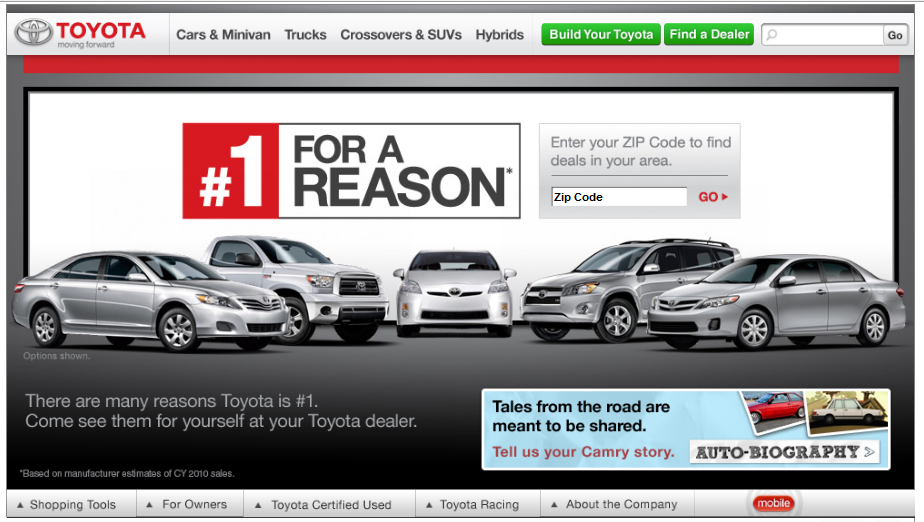 TOYOTA
moving forward
Cars & Minivan Trucks Crossovers & SUVs Hybrids Build Your Toyota Find a Dealer Go
#1 FOR A
REASON*
Enter your ZIP Code to find
deals in your area.
Zip Code GO
Options shown.
There are many reasons Toyota is #1.
Come see them for yourself at your Toyota dealer.
Tales from the road are
meant to be shared.
Tell us your Camry story. AUTO-BIOGRAPHY
*Based on manufacturer estimates of CY 2010 sales.
Shopping Tools For Owners Toyota Certified Used Toyota Racing About the Company mobile